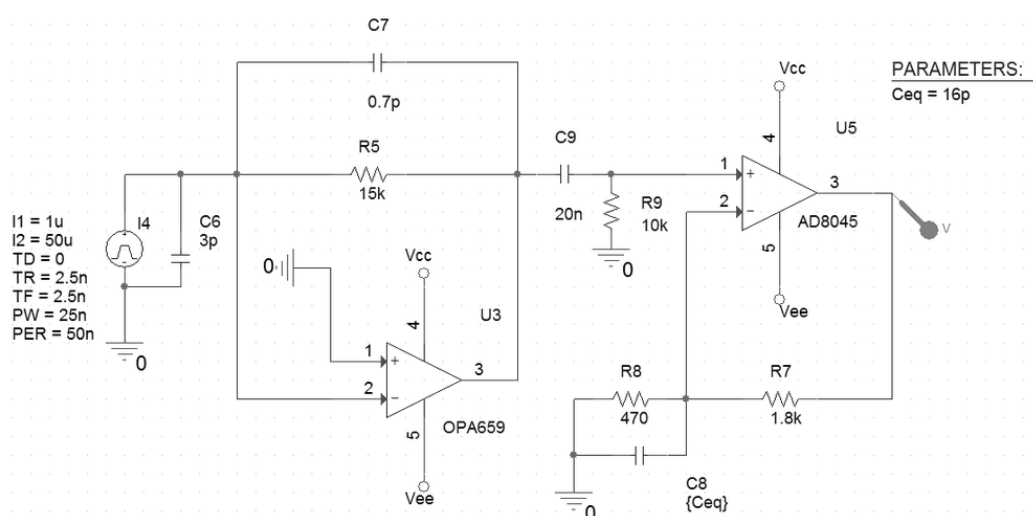 C7
0.7p
R5
15k
I1 = 1u
I2 = 50u
TD = 0
TR = 2.5n
TF = 2.5n
PW = 25n
PER = 50n
I4
C6
3p
0
0
Vcc
4
U3
1
+
2
−
3
OPA659
5
Vee
C9
20n
R9
10k
0
Vcc
4
U5
1
+
2
−
3
AD8045
5
Vee
V
R8
470
R7
1.8k
C8
{Ceq}
0
PARAMETERS:
Ceq = 16p